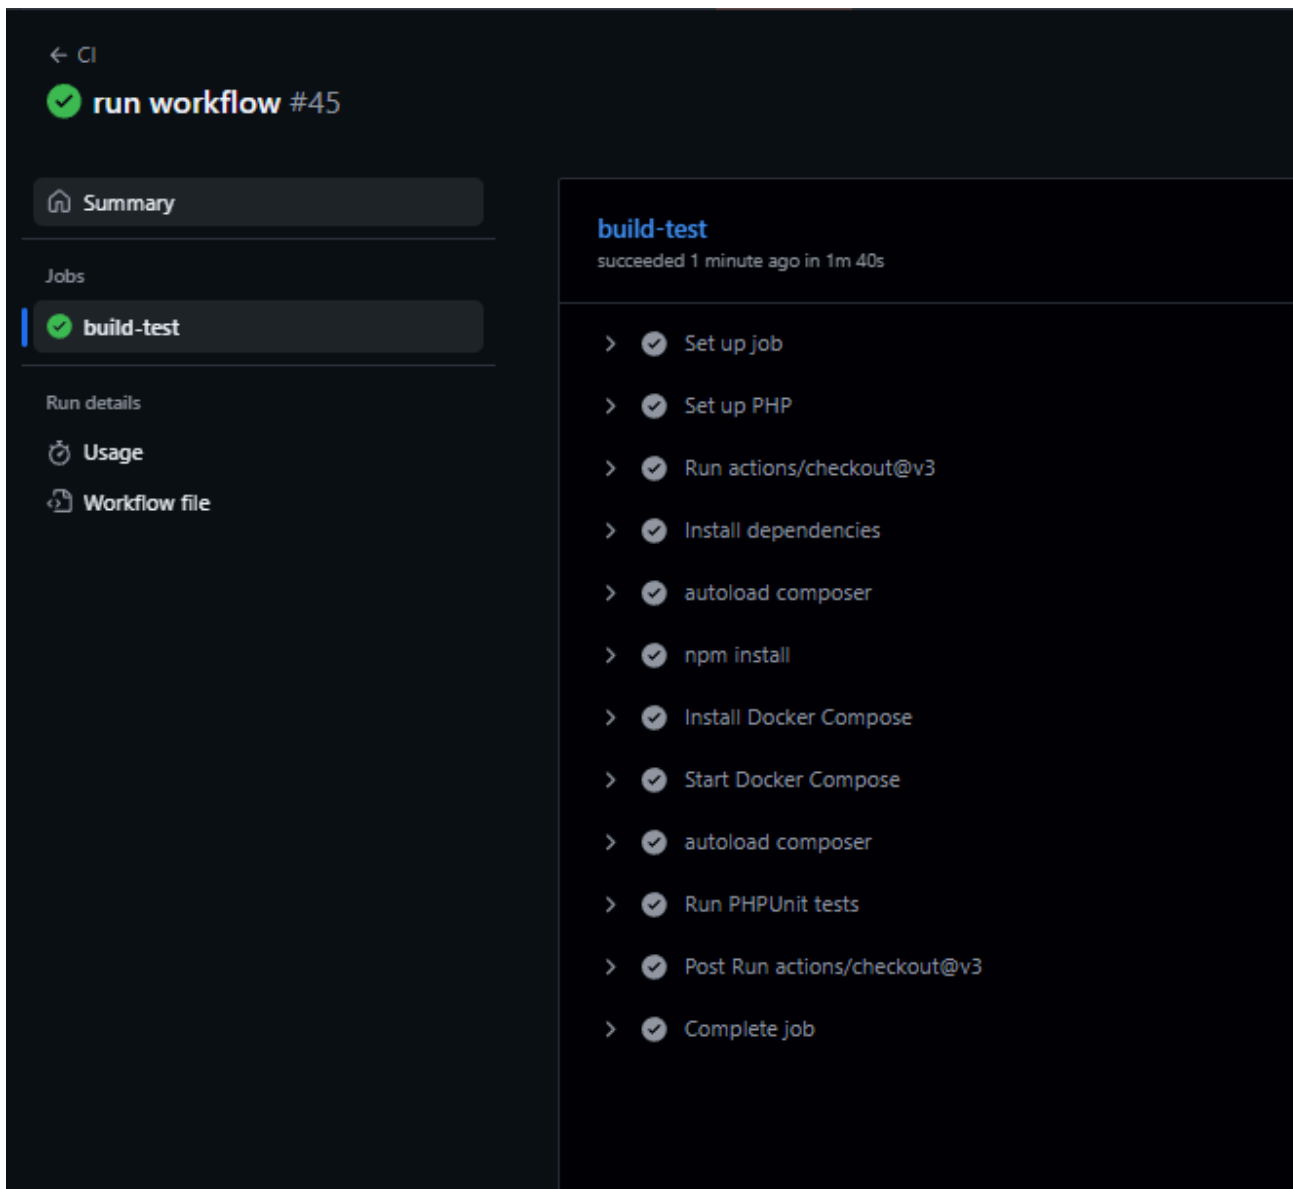 ← CI
run workflow #45
Summary
Jobs
build-test
Run details
Usage
Workflow file
build-test
succeeded 1 minute ago in 1m 40s
Set up job
Set up PHP
Run actions/checkout@v3
Install dependencies
autoload composer
npm install
Install Docker Compose
Start Docker Compose
autoload composer
Run PHPUnit tests
Post Run actions/checkout@v3
Complete job